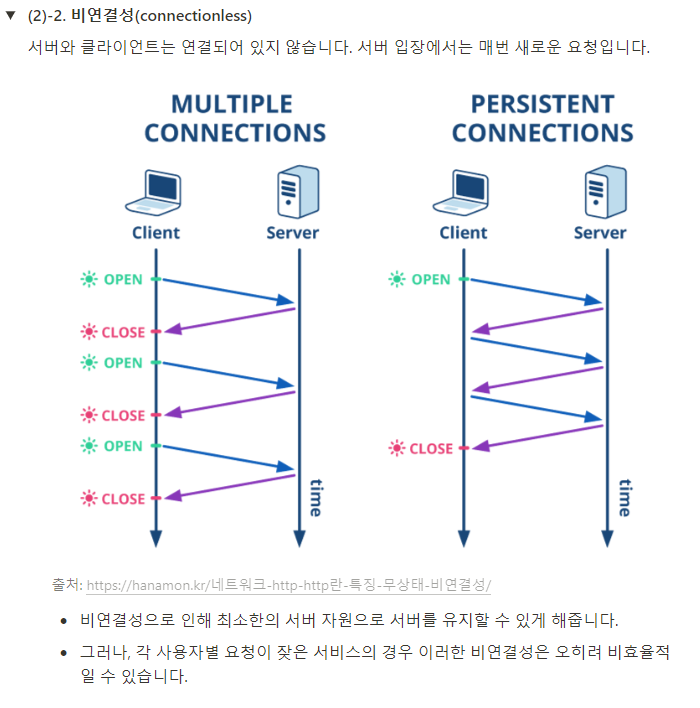 ▼ (2)-2. 비연결성(connectionless)
서버와 클라이언트는 연결되어 있지 않습니다. 서버 입장에서는 매번 새로운 요청입니다.
MULTIPLE
CONNECTIONS
Client
Server
OPEN
CLOSE
OPEN
CLOSE
OPEN
CLOSE
time
PERSISTENT
CONNECTIONS
Client
Server
OPEN
CLOSE
time
출처: https://hanamon.kr/네트워크-http-http란-특징-무상태-비연결성/
• 비연결성으로 인해 최소한의 서버 자원으로 서버를 유지할 수 있게 해줍니다.
• 그러나, 각 사용자별 요청이 잦은 서비스의 경우 이러한 비연결성은 오히려 비효율적
일 수 있습니다.